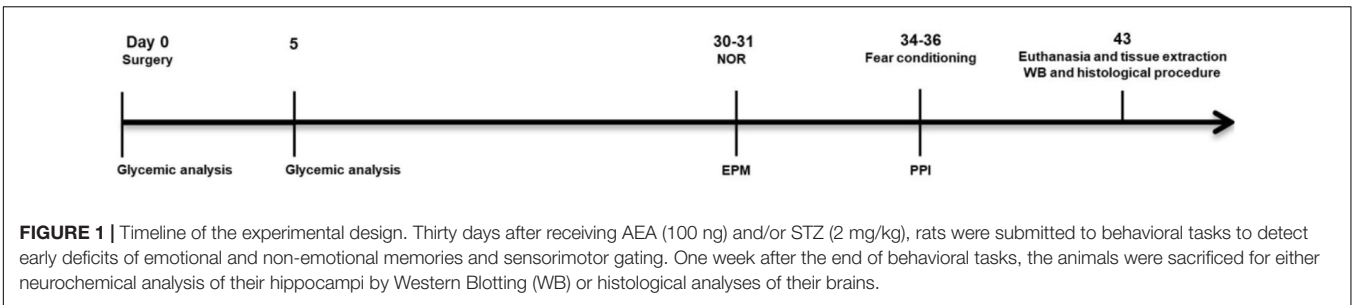 Day 0
Surgery
5
30-31
NOR
34-36
Fear conditioning
43
Euthanasia and tissue extraction
WB and histological procedure
Glycemic analysis
Glycemic analysis
EPM
PPI
FIGURE 1 | Timeline of the experimental design. Thirty days after receiving AEA (100 ng) and/or STZ (2 mg/kg), rats were submitted to behavioral tasks to detect
early deficits of emotional and non-emotional memories and sensorimotor gating. One week after the end of behavioral tasks, the animals were sacrificed for either
neurochemical analysis of their hippocampi by Western Blotting (WB) or histological analyses of their brains.